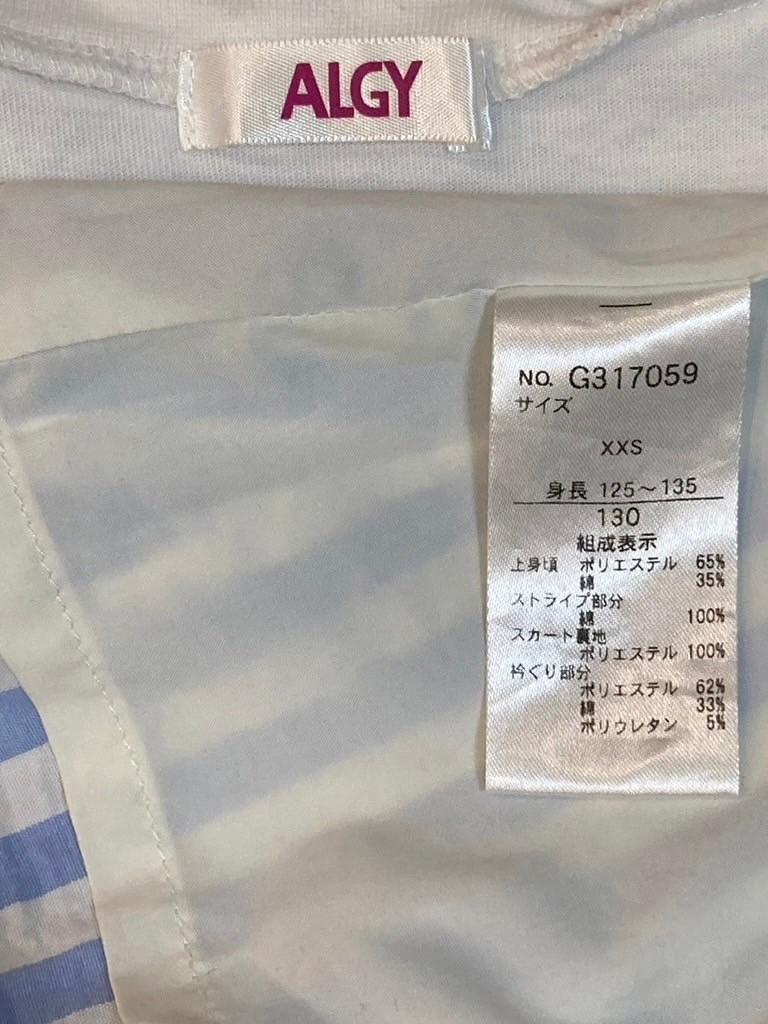 ALGY
NO. G317059
サイズ
XXS
身長 125～135
130
組成表示
上身頃 ポリエステル 65%
綿 35%
ストライプ部分
綿 100%
スカート裏地
ポリエステル 100%
衿ぐり部分
ポリエステル 62%
綿 33%
ポリウレタン 5%